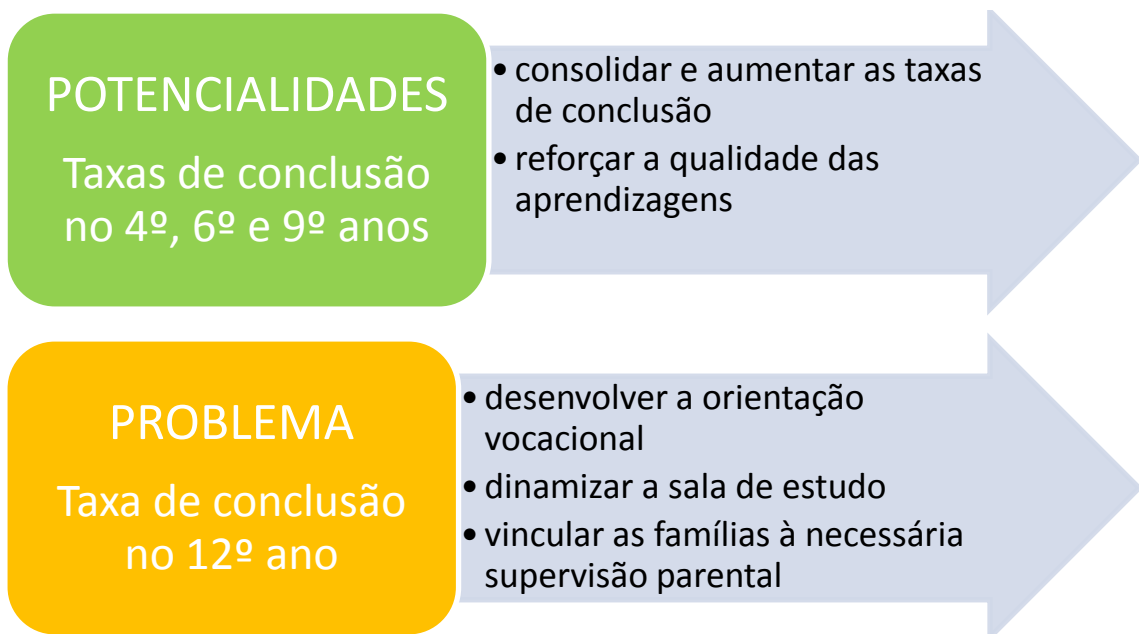 POTENCIALIDADES
Taxas de conclusão
no 4º, 6º e 9º anos
• consolidar e aumentar as taxas
de conclusão
• reforçar a qualidade das
aprendizagens
PROBLEMA
Taxa de conclusão
no 12º ano
• desenvolver a orientação
vocacional
• dinamizar a sala de estudo
• vincular as famílias à necessária
supervisão parental